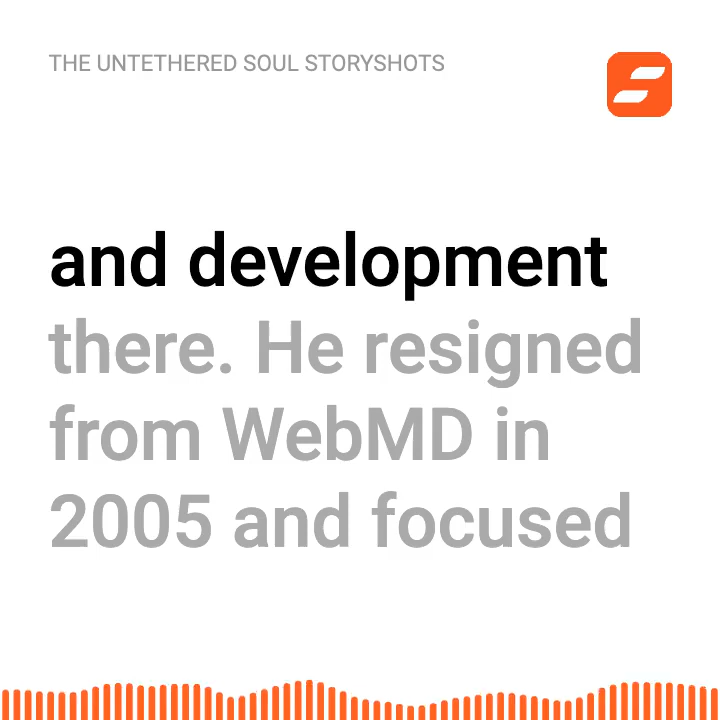 THE UNTETHERED SOUL STORYSHOTS
and development
there. He resigned
from WebMD in
2005 and focused